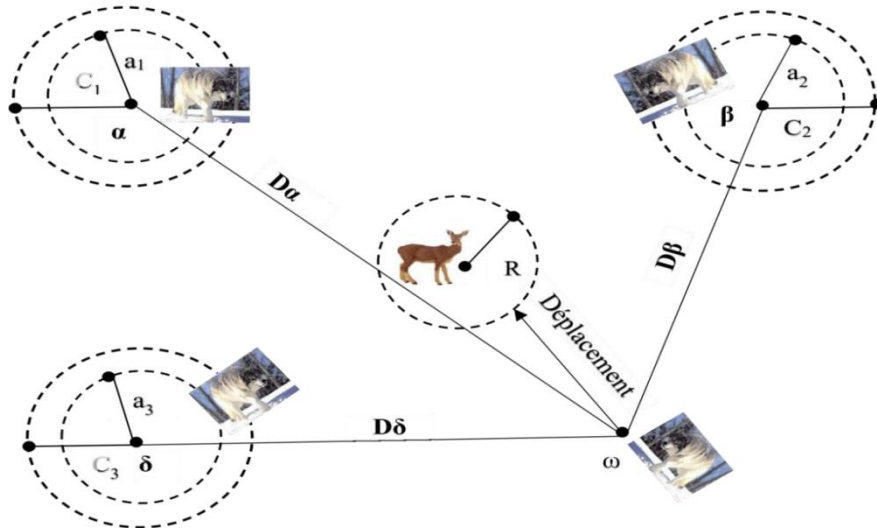 C1
a1
α
a2
β
C2
Dα
R
Dβ
Déplacement
a3
C3
δ
Dδ
ω